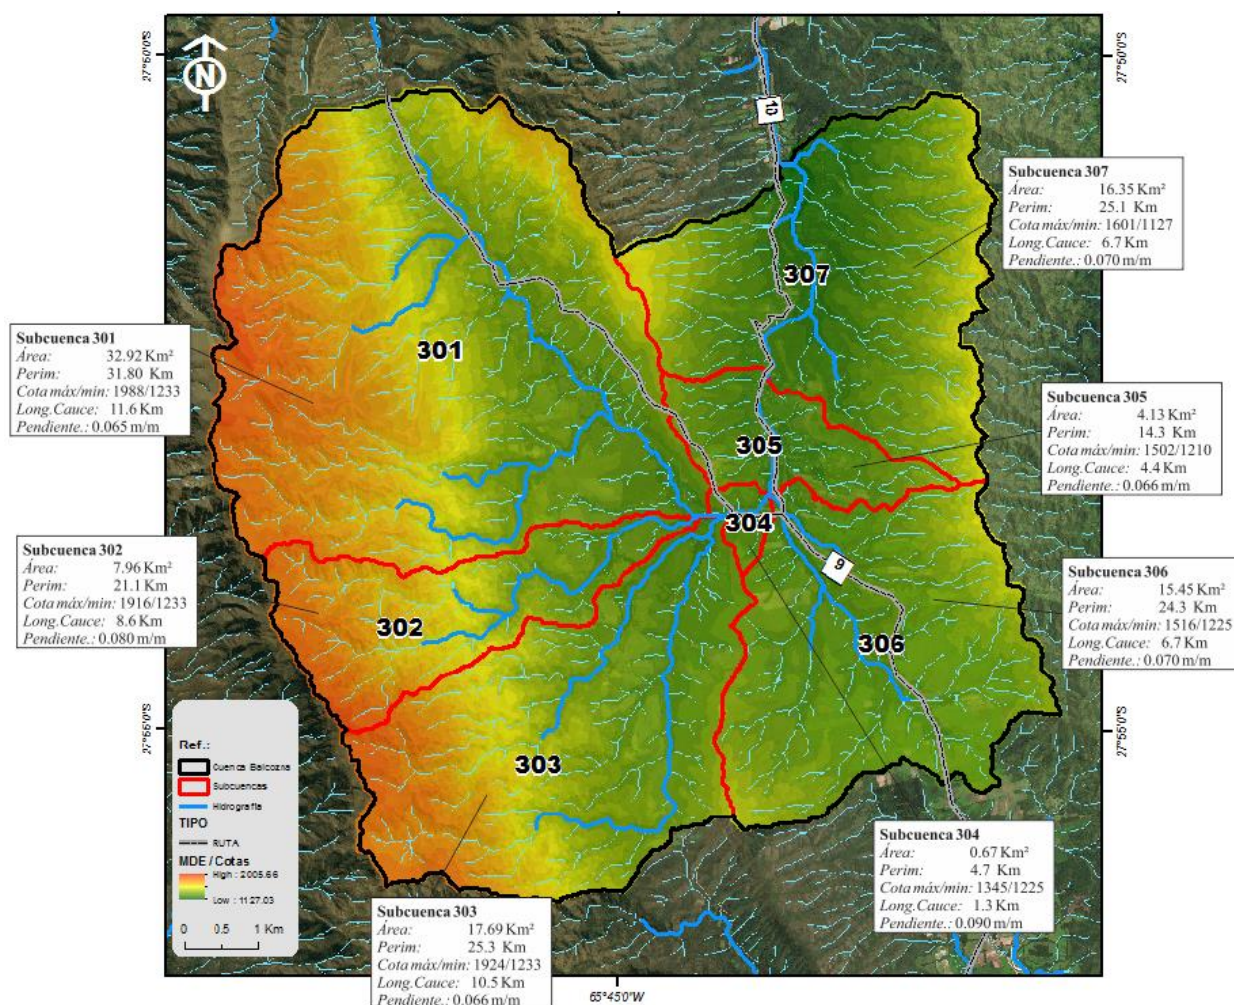 27°50'0"S
27°50'0"S
N
10
Subcuenca 307
Área: 16.35 Km²
Perim: 25.1 Km
Cota máx/min: 1601/1127
Long.Cauce: 6.7 Km
Pendiente.: 0.070 m/m
307
301
Subcuenca 301
Área: 32.92 Km²
Perim: 31.80 Km
Cota máx/min: 1988/1233
Long.Cauce: 11.6 Km
Pendiente.: 0.065 m/m
Subcuenca 305
Área: 4.13 Km²
Perim: 14.3 Km
Cota máx/min: 1502/1210
Long.Cauce: 4.4 Km
Pendiente.: 0.066 m/m
305
304
Subcuenca 302
Área: 7.96 Km²
Perim: 21.1 Km
Cota máx/min: 1916/1233
Long.Cauce: 8.6 Km
Pendiente.: 0.080 m/m
9
Subcuenca 306
Área: 15.45 Km²
Perim: 24.3 Km
Cota máx/min: 1516/1225
Long.Cauce: 6.7 Km
Pendiente.: 0.070 m/m
302
306
303
27°55'0"S
27°55'0"S
Ref.:
Cuenca Balcozna
Subcuencas
Hidrografía
TIPO
RUTA
MDE / Cotas
High : 2005.66
Low : 1127.03
0 0.5 1 Km
Subcuenca 304
Área: 0.67 Km²
Perim: 4.7 Km
Cota máx/min: 1345/1225
Long.Cauce: 1.3 Km
Pendiente.: 0.090 m/m
Subcuenca 303
Área: 17.69 Km²
Perim: 25.3 Km
Cota máx/min: 1924/1233
Long.Cauce: 10.5 Km
Pendiente.: 0.066 m/m
65°45'0"W